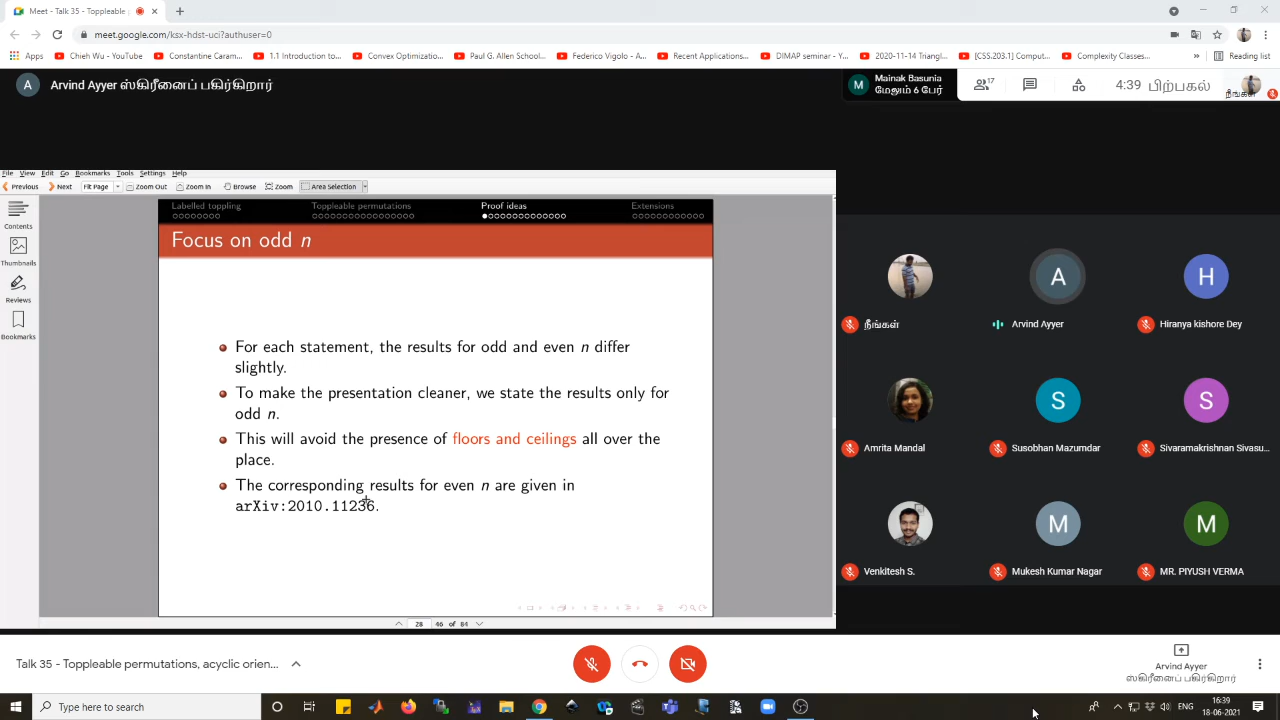 Meet - Talk 35 - Toppleable
meet.google.com/ksx-hdst-uci?authuser=0
Apps
Chieh Wu - YouTube
Constantine Caram...
1.1 Introduction to...
Convex Optimizatio...
Paul G. Allen School...
Federico Vigolo - A...
Recent Applications...
DIMAP seminar - Y...
2020-11-14 Triangl...
[CSS.203.1] Comput...
Complexity Classes...
»
Reading list
A
Arvind Ayyer ஸ்கிரீனைப் பகிர்கிறார்
M
Mainak Basunia
மேலும் 6 பேர்
17
4:39 பிற்பகல்
நீங்கள்
File View Edit Go Bookmarks Tools Settings Help
Previous Next Fit Page Zoom Out Zoom In Browse Zoom Area Selection
Contents
Thumbnails
Reviews
Bookmarks
Labelled toppling Toppleable permutations Proof ideas Extensions
Focus on odd n
For each statement, the results for odd and even n differ
slightly.
To make the presentation cleaner, we state the results only for
odd n.
This will avoid the presence of floors and ceilings all over the
place.
The corresponding results for even n are given in
arXiv:2010.11236.
28 46 of 84
நீங்கள்
A
Arvind Ayyer
H
Hiranya kishore Dey
Amrita Mandal
S
Susobhan Mazumdar
S
Sivaramakrishnan Sivasu...
Venkitesh S.
M
Mukesh Kumar Nagar
M
MR. PIYUSH VERMA
Talk 35 - Toppleable permutations, acyclic orien...
Arvind Ayyer
ஸ்கிரீனைப் பகிர்கிறார்
Type here to search
ENG
16:39
18-06-2021